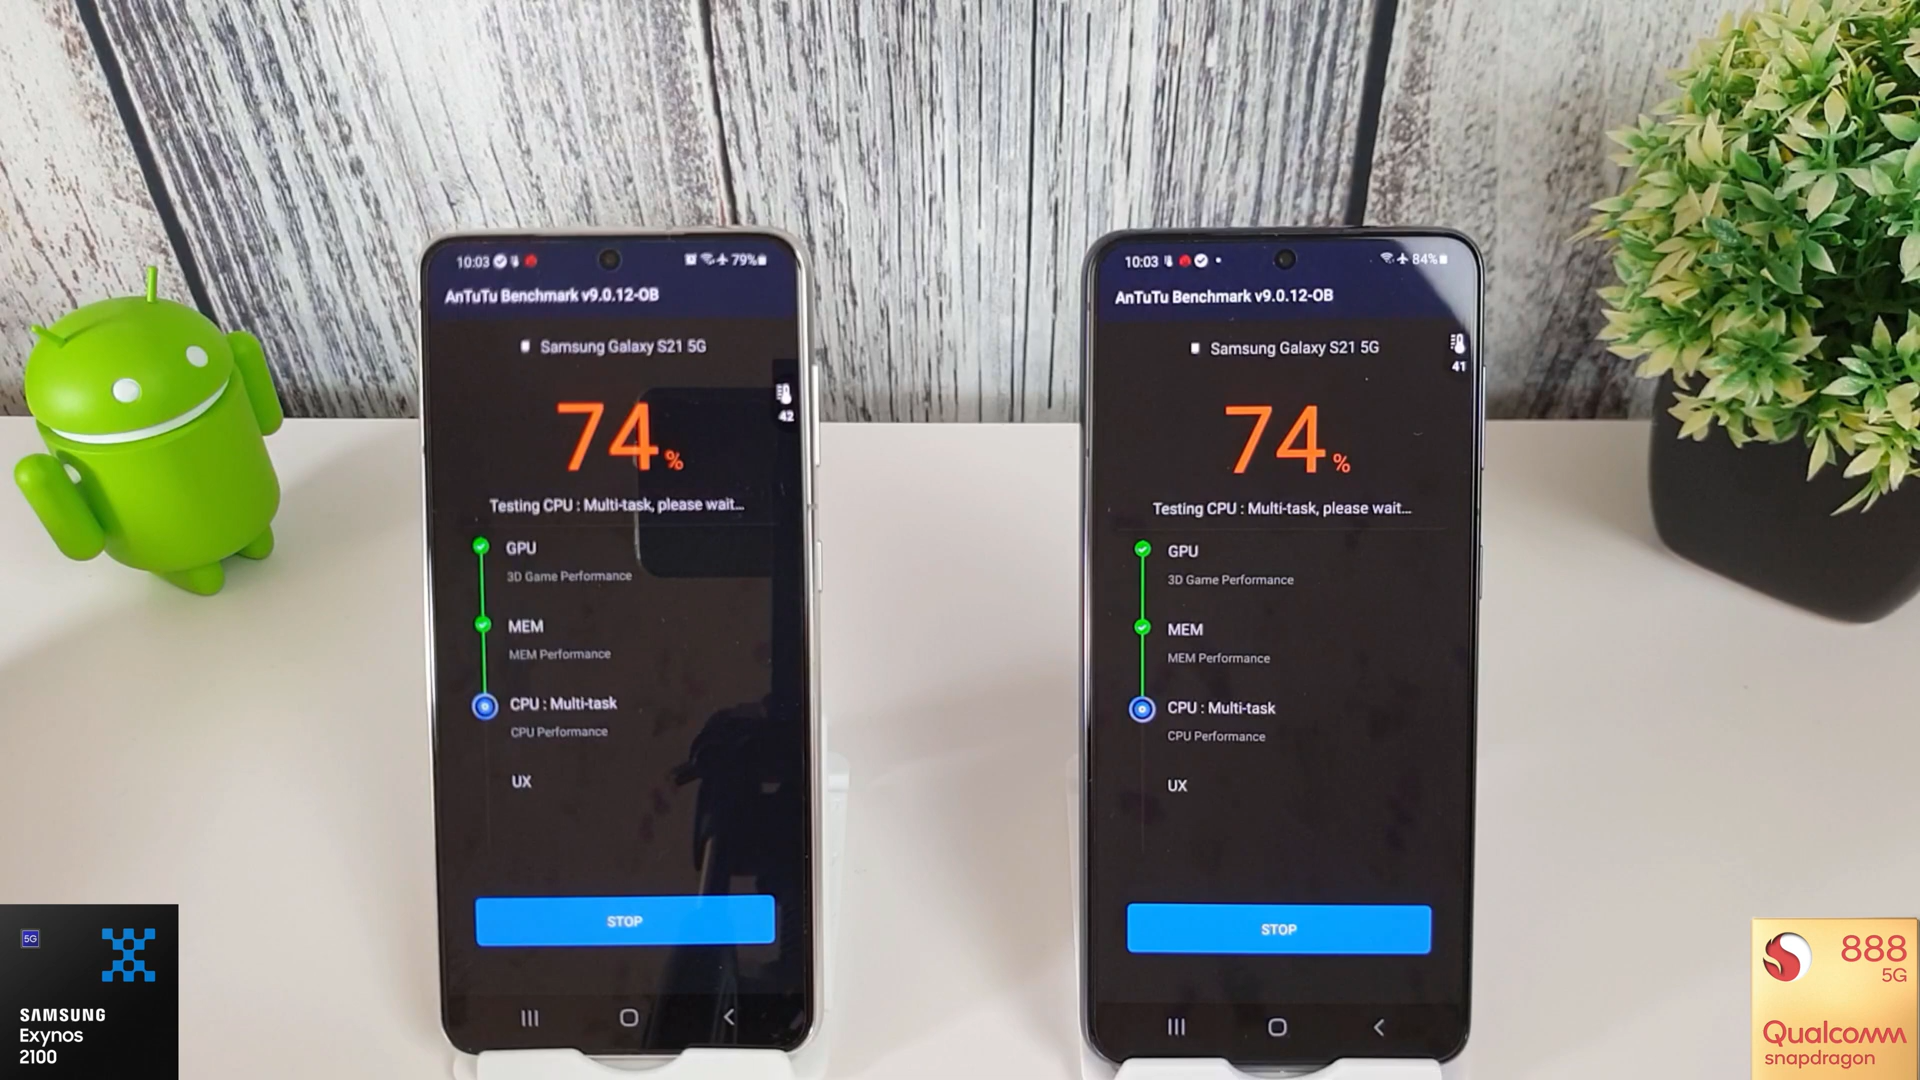 10:03
79%
AnTuTu Benchmark v9.0.12-OB
Samsung Galaxy S21 5G
42
74%
Testing CPU : Multi-task, please wait...
GPU
3D Game Performance
MEM
MEM Performance
CPU : Multi-task
CPU Performance
UX
STOP
10:03
84%
AnTuTu Benchmark v9.0.12-OB
Samsung Galaxy S21 5G
41
74%
Testing CPU : Multi-task, please wait...
GPU
3D Game Performance
MEM
MEM Performance
CPU : Multi-task
CPU Performance
UX
STOP
5G
SAMSUNG
Exynos
2100
888
5G
Qualcomm
snapdragon